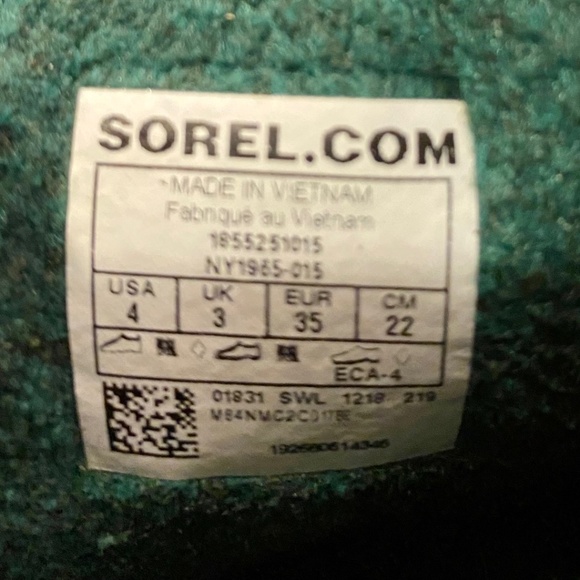 SOREL.COM
MADE IN VIETNAM
Fabriqué au Vietnam
1855251015
NY1965-015
USA UK EUR CM
4 3 35 22
ECA-4
01831 SWL 1218 219